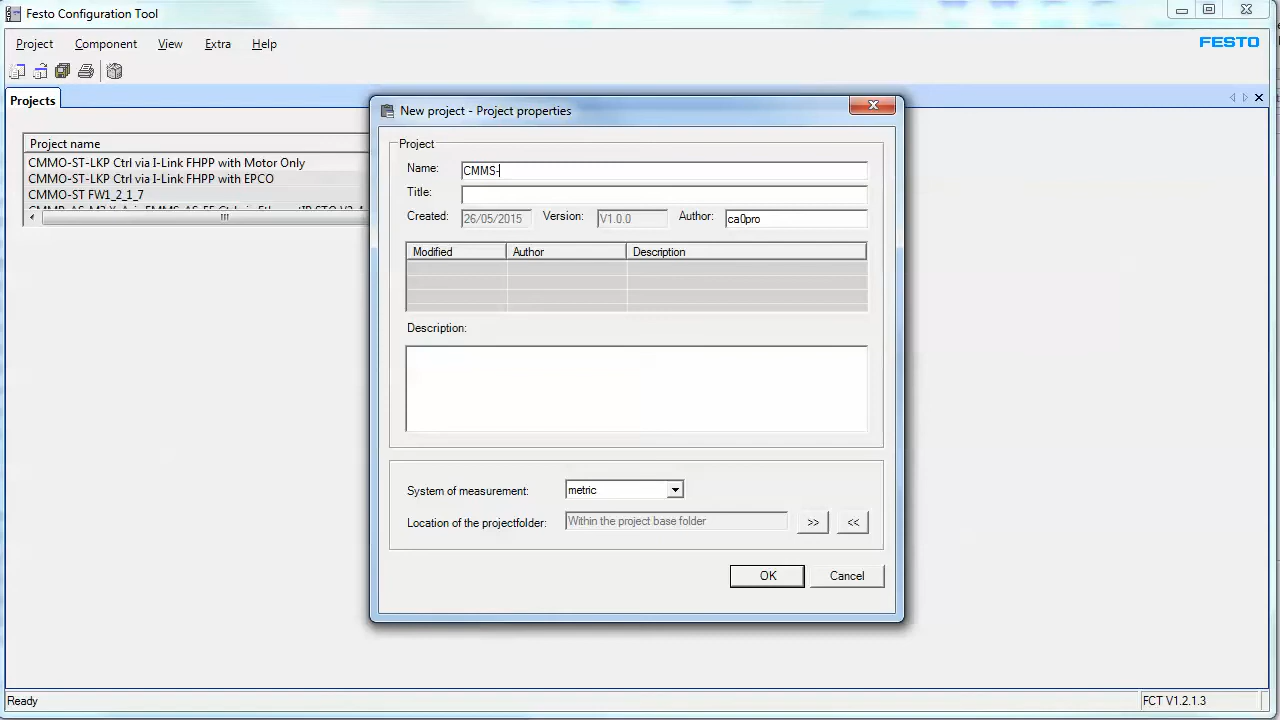 Festo Configuration Tool
Project Component View Extra Help
FESTO
Projects
Project name
CMMO-ST-LKP Ctrl via I-Link FHPP with Motor Only
CMMO-ST-LKP Ctrl via I-Link FHPP with EPCO
CMMO-ST FW1_2_1_7
New project - Project properties
Project
Name: CMMS-
Title:
Created: 26/05/2015 Version: V1.0.0 Author: ca0pro
Modified Author Description
Description:
System of measurement: metric
Location of the projectfolder: Within the project base folder >> <<
OK Cancel
Ready FCT V1.2.1.3